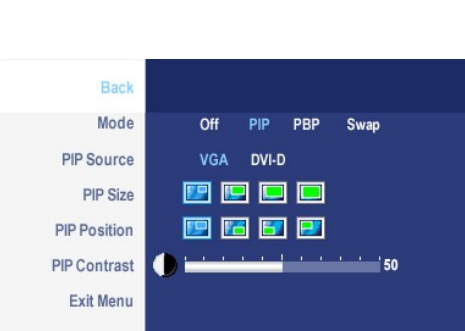 Back
Mode Off PIP PBP Swap
PIP Source VGA DVI-D
PIP Size
PIP Position
PIP Contrast 50
Exit Menu